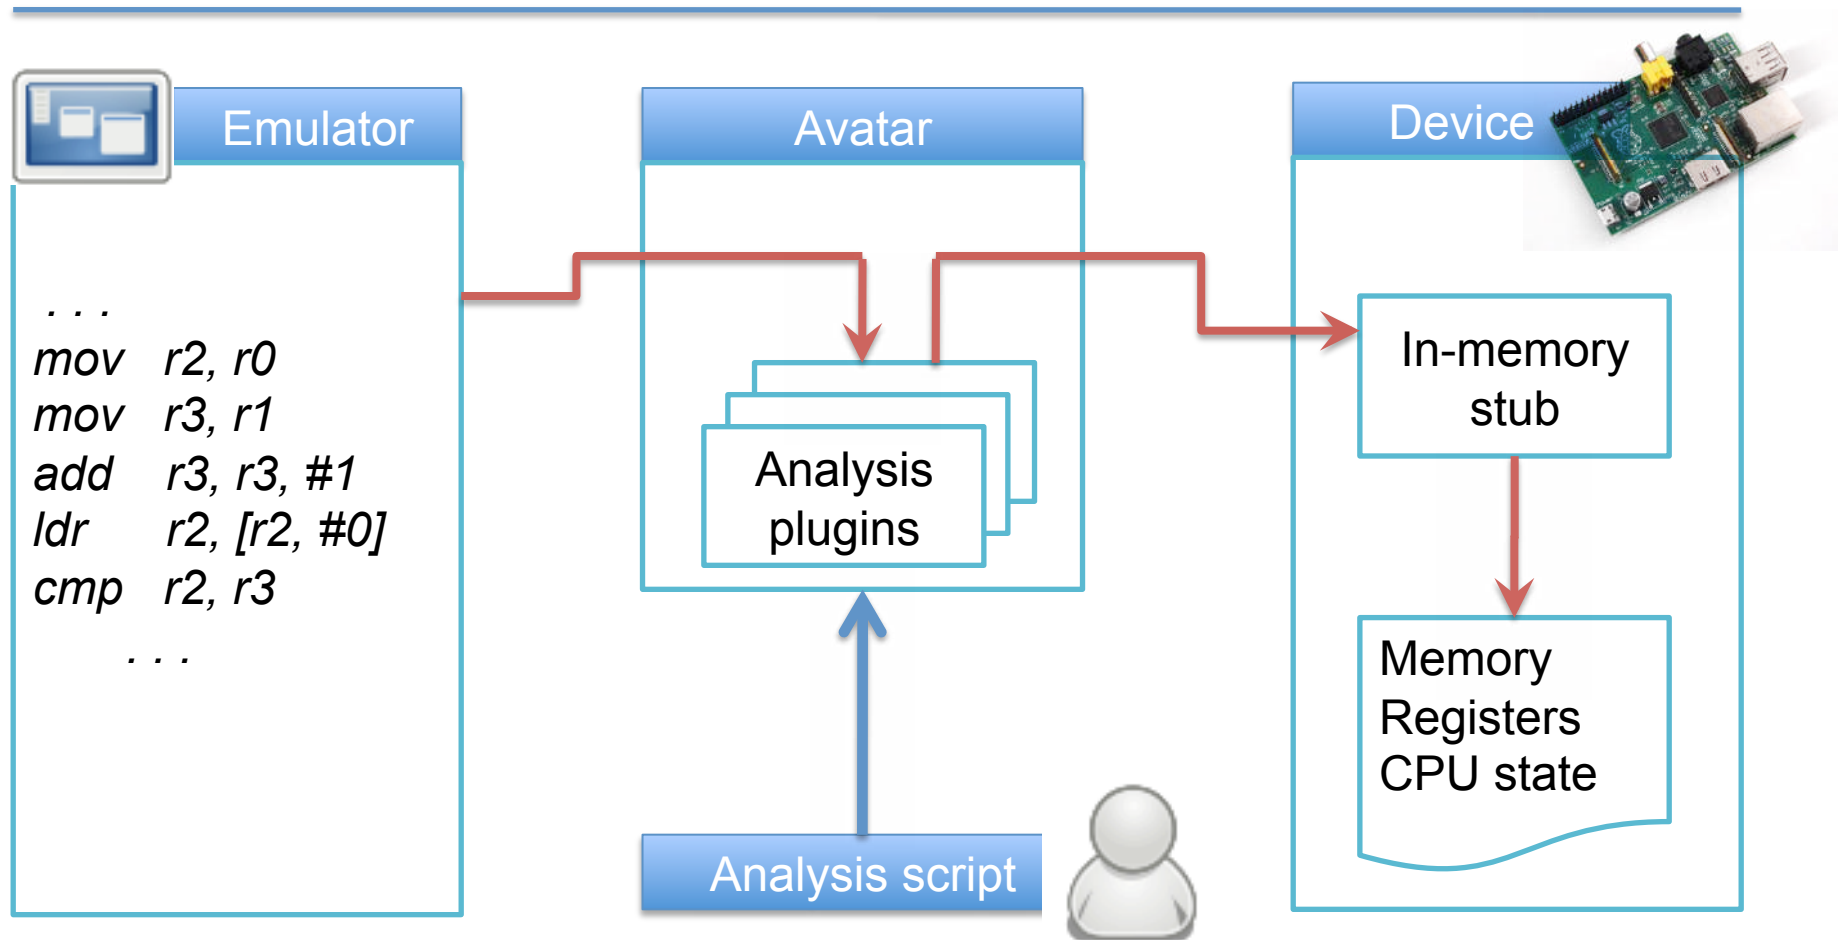 Emulator
. . .
mov r2, r0
mov r3, r1
add r3, r3, #1
ldr r2, [r2, #0]
cmp r2, r3
. . .
Avatar
Analysis
plugins
Analysis script
Device
In-memory
stub
Memory
Registers
CPU state